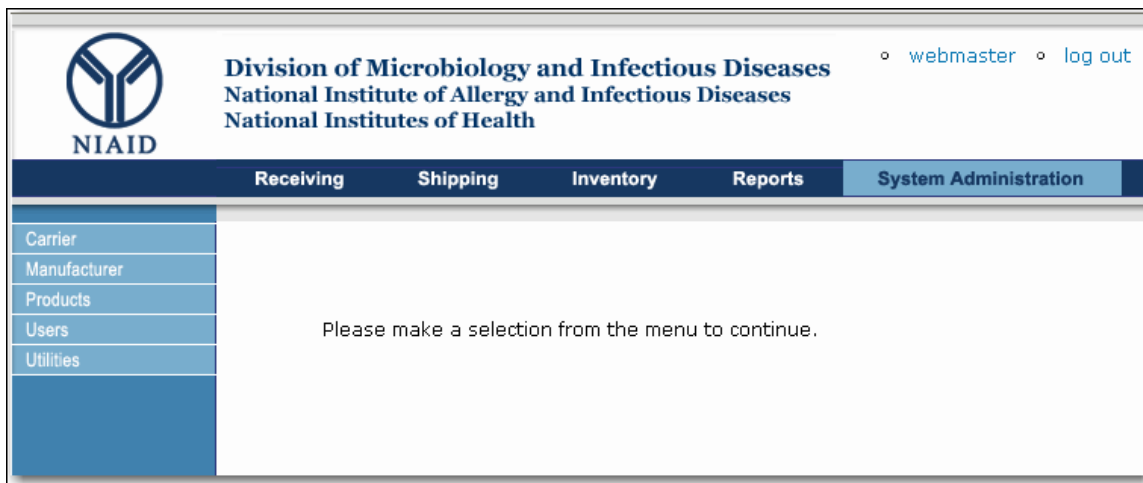 NIAID
Division of Microbiology and Infectious Diseases
National Institute of Allergy and Infectious Diseases
National Institutes of Health
webmaster log out
Receiving Shipping Inventory Reports System Administration
Carrier
Manufacturer
Products
Users
Utilities
Please make a selection from the menu to continue.